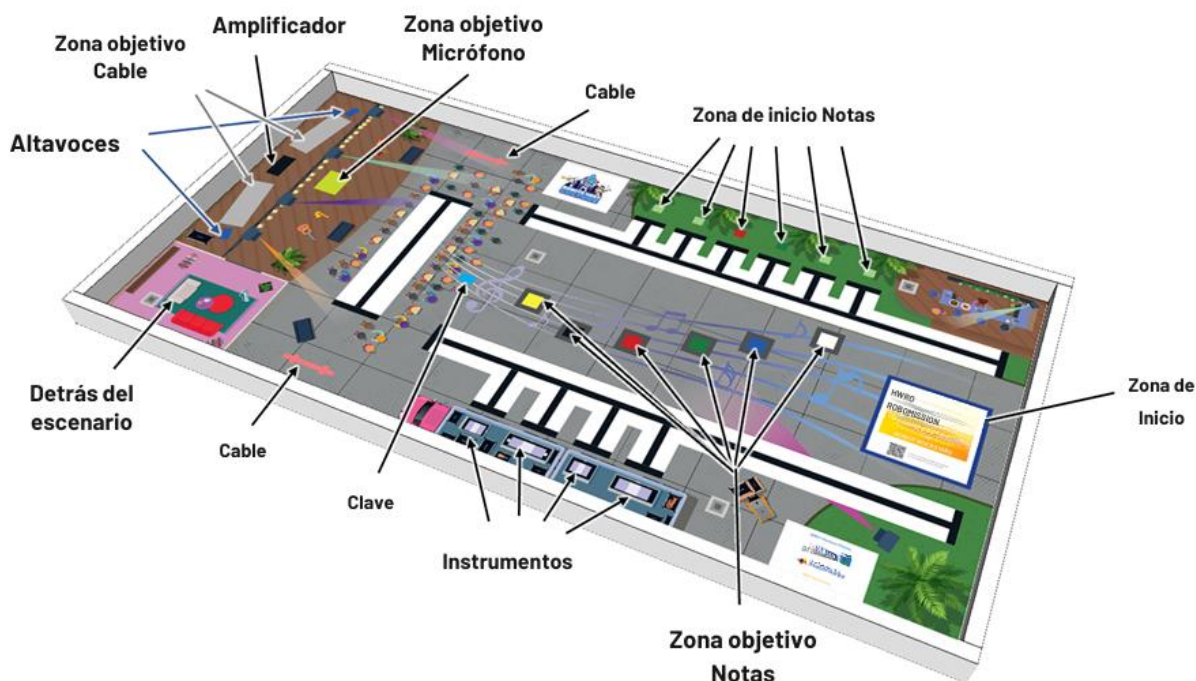 Amplificador
Zona objetivo
Micrófono
Zona objetivo
Cable
Cable
Zona de inicio Notas
Altavoces
Zona de
Inicio
Detrás del
escenario
Cable
Clave
Instrumentos
Zona objetivo
Notas
ROBOMISSION